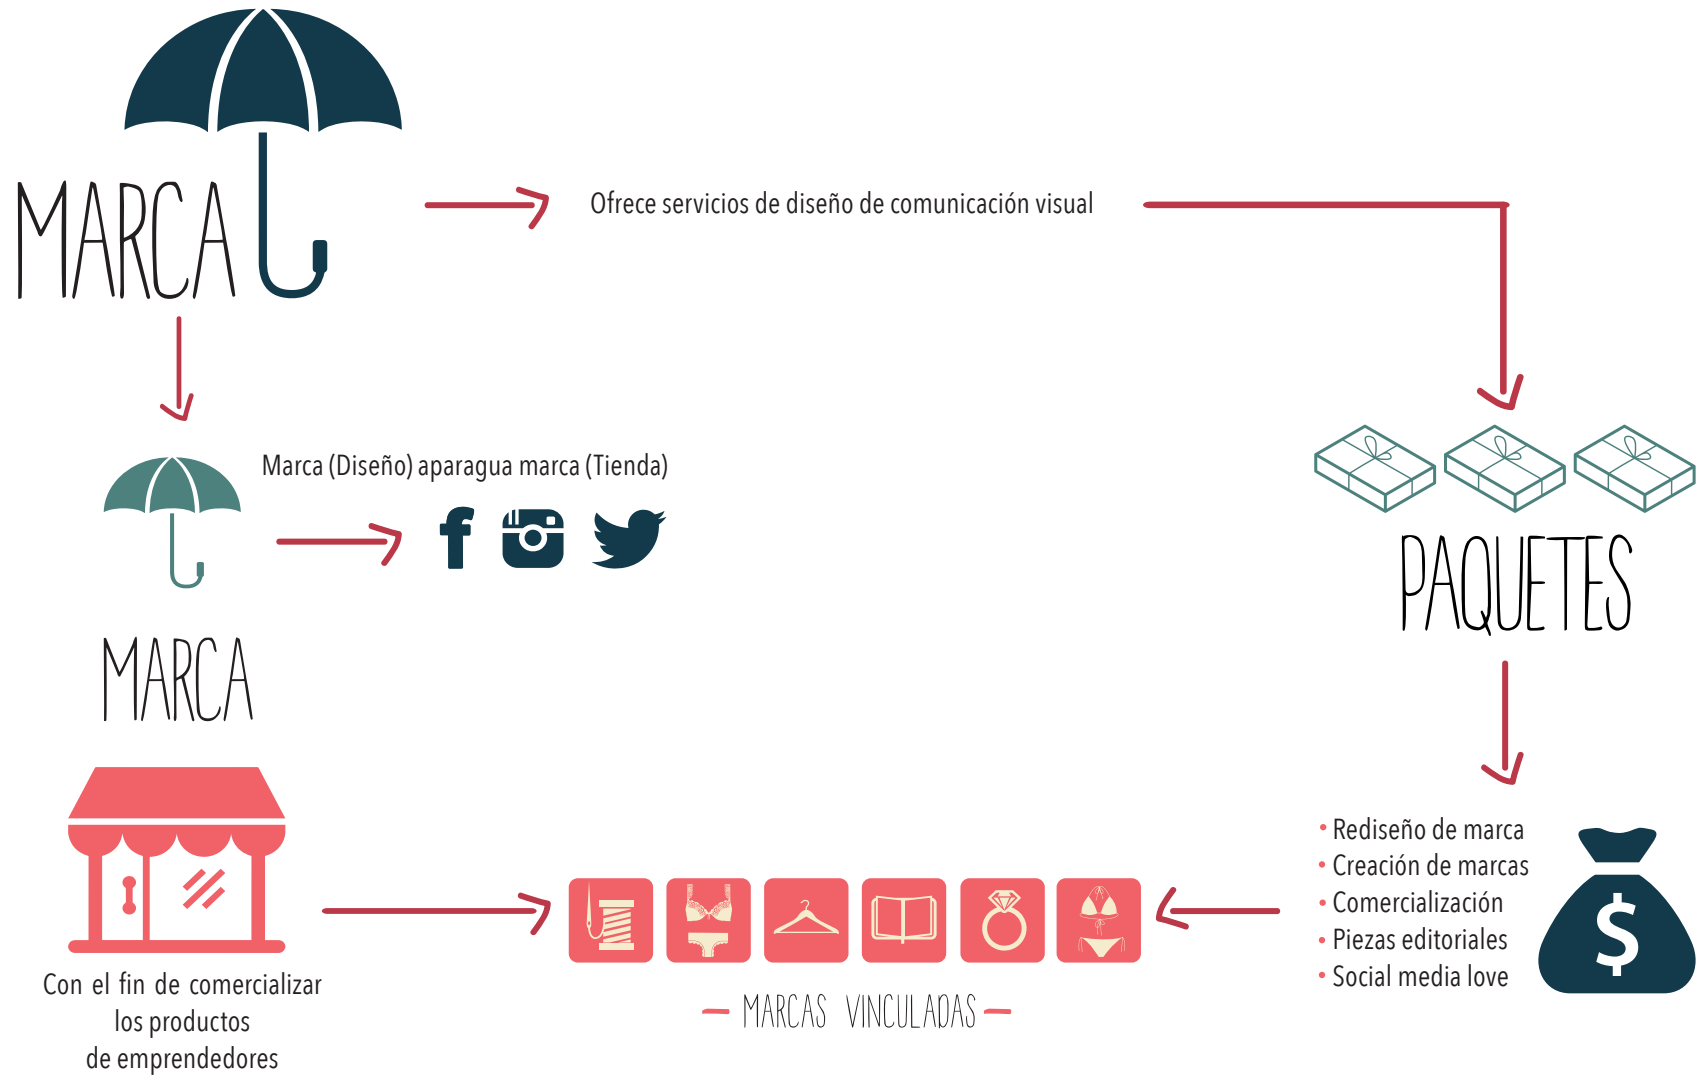 MARCA
Ofrece servicios de diseño de comunicación visual
Marca (Diseño) aparagua marca (Tienda)
MARCA
Con el fin de comercializar
los productos
de emprendedores
PAQUETES
• Rediseño de marca
• Creación de marcas
• Comercialización
• Piezas editoriales
• Social media love
$
MARCAS VINCULADAS